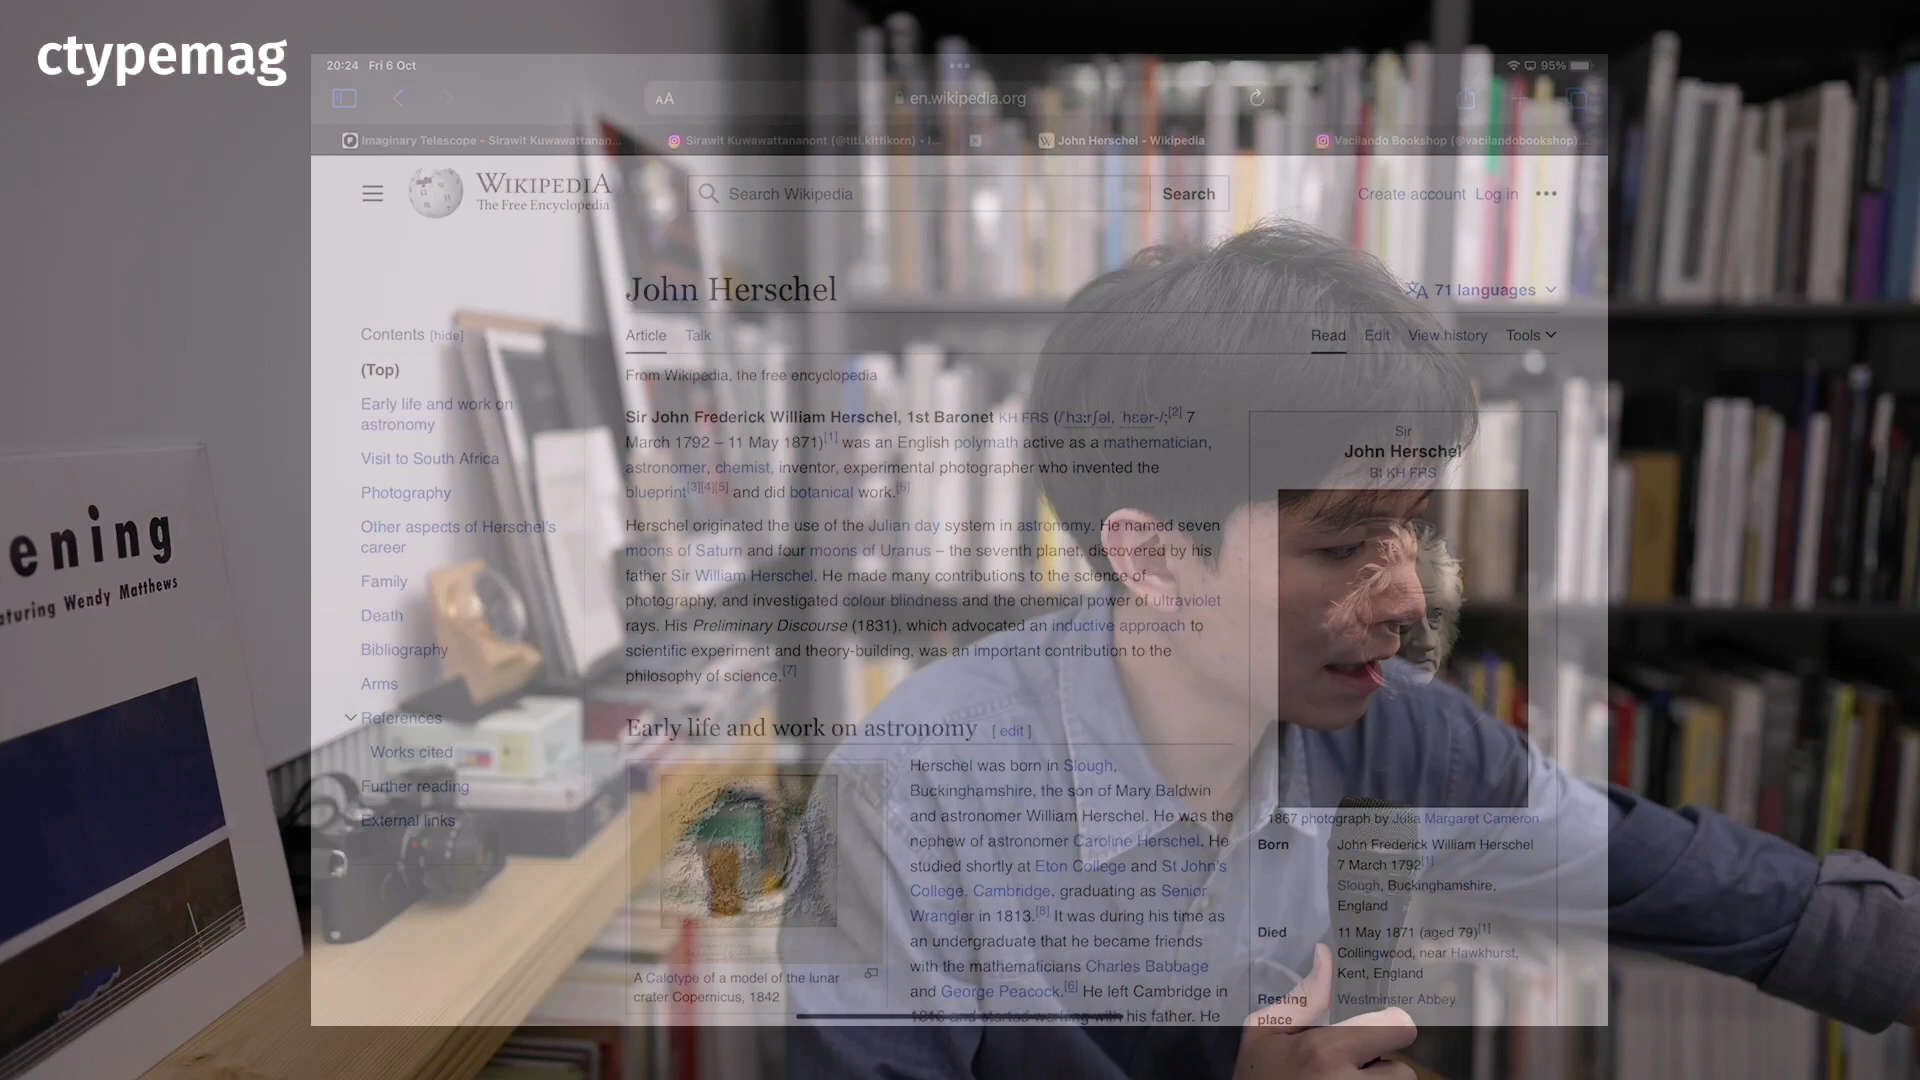 ctypemag
20:24 Fri 6 Oct
95%
AA
en.wikipedia.org
Imaginary Telescope - Sirawit Kuwawattanan...
Sirawit Kuwawattananont (@titi.kittikorn) • I...
John Herschel - Wikipedia
Vacilando Bookshop (@vacilandobookshop)...
WIKIPEDIA
The Free Encyclopedia
Search Wikipedia
Search
Create account Log in
John Herschel
71 languages
Contents [hide]
(Top)
Early life and work on
astronomy
Visit to South Africa
Photography
Other aspects of Herschel's
career
Family
Death
Bibliography
Arms
References
Works cited
Further reading
External links
Article Talk
Read Edit View history Tools
From Wikipedia, the free encyclopedia
Sir John Frederick William Herschel, 1st Baronet KH FRS (/ˈhɜːrʃəl, ˈhɛər-/;[2] 7
March 1792 – 11 May 1871)[1] was an English polymath active as a mathematician,
astronomer, chemist, inventor, experimental photographer who invented the
blueprint[3][4][5] and did botanical work.[6]
Herschel originated the use of the Julian day system in astronomy. He named seven
moons of Saturn and four moons of Uranus – the seventh planet, discovered by his
father Sir William Herschel. He made many contributions to the science of
photography, and investigated colour blindness and the chemical power of ultraviolet
rays. His Preliminary Discourse (1831), which advocated an inductive approach to
scientific experiment and theory-building, was an important contribution to the
philosophy of science.[7]
Early life and work on astronomy [ edit ]
A Calotype of a model of the lunar
crater Copernicus, 1842
Herschel was born in Slough,
Buckinghamshire, the son of Mary Baldwin
and astronomer William Herschel. He was the
nephew of astronomer Caroline Herschel. He
studied shortly at Eton College and St John's
College, Cambridge, graduating as Senior
Wrangler in 1813.[8] It was during his time as
an undergraduate that he became friends
with the mathematicians Charles Babbage
and George Peacock.[6] He left Cambridge in
1816 and started working with his father. He
Sir
John Herschel
Bt KH FRS
1867 photograph by Julia Margaret Cameron
Born
John Frederick William Herschel
7 March 1792[1]
Slough, Buckinghamshire,
England
Died
11 May 1871 (aged 79)[1]
Collingwood, near Hawkhurst,
Kent, England
Resting
place
Westminster Abbey
ening
aturing Wendy Matthews